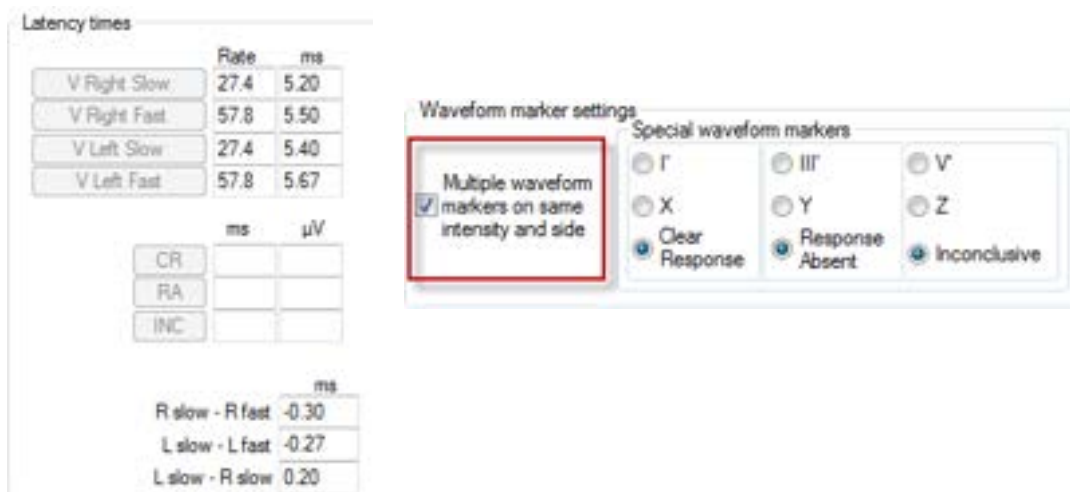 Latency times
Rate ms
V Right Slow 27.4 5.20
V Right Fast 57.8 5.50
V Left Slow 27.4 5.40
V Left Fast 57.8 5.67
ms µV
CR
RA
INC
ms
R slow - R fast -0.30
L slow - L fast -0.27
L slow - R slow 0.20
Waveform marker settings
Multiple waveform
markers on same
intensity and side
Special waveform markers
I' III' V'
X Y Z
Clear
Response
Response
Absent
Inconclusive